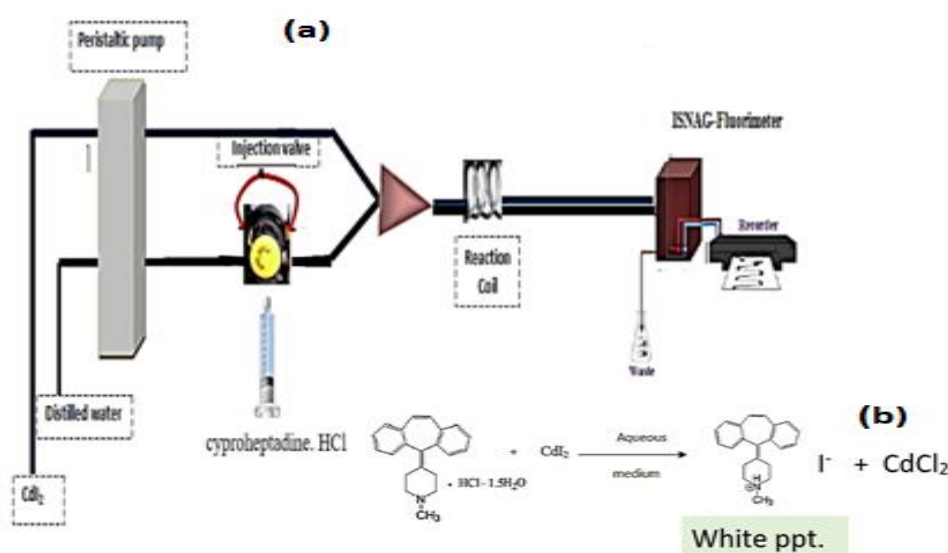 (a)
Peristaltic pump
Injection valve
ISNAG-Fluorimeter
Recorder
Reaction
Coil
Waste
Distilled water
CdI₂
cyproheptadine. HCl
(b)
· HCl · 1.5H₂O
N
CH₃
+
CdI₂
Aqueous
medium
H
N
CH₃
I⁻ + CdCl₂
White ppt.